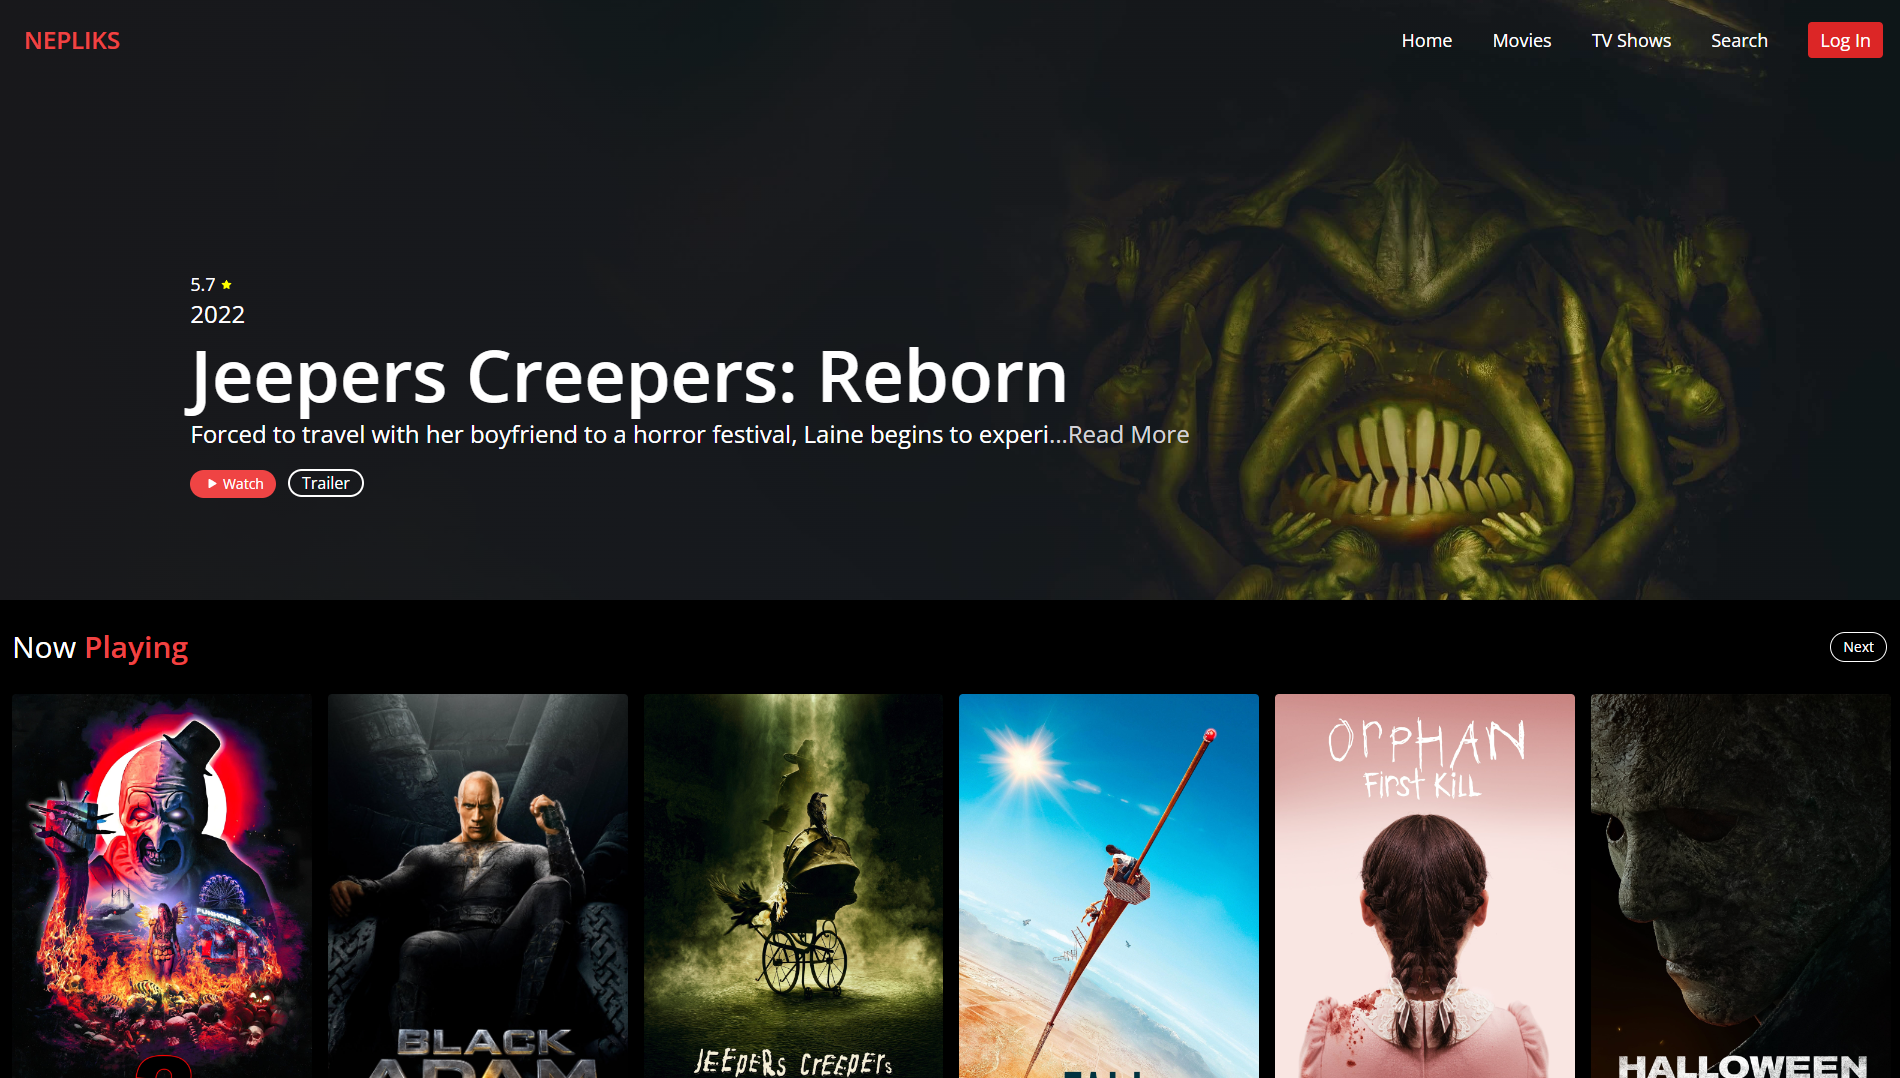 NEPLIKS
Home Movies TV Shows Search Log In
5.7
2022
Jeepers Creepers: Reborn
Forced to travel with her boyfriend to a horror festival, Laine begins to experi...Read More
Watch Trailer
Now Playing
Next
ORPHAN
First Kill
FUNHOUSE
BLACK
ADAM
JEEPERS CREEPERS
FALL
HALLOWEEN